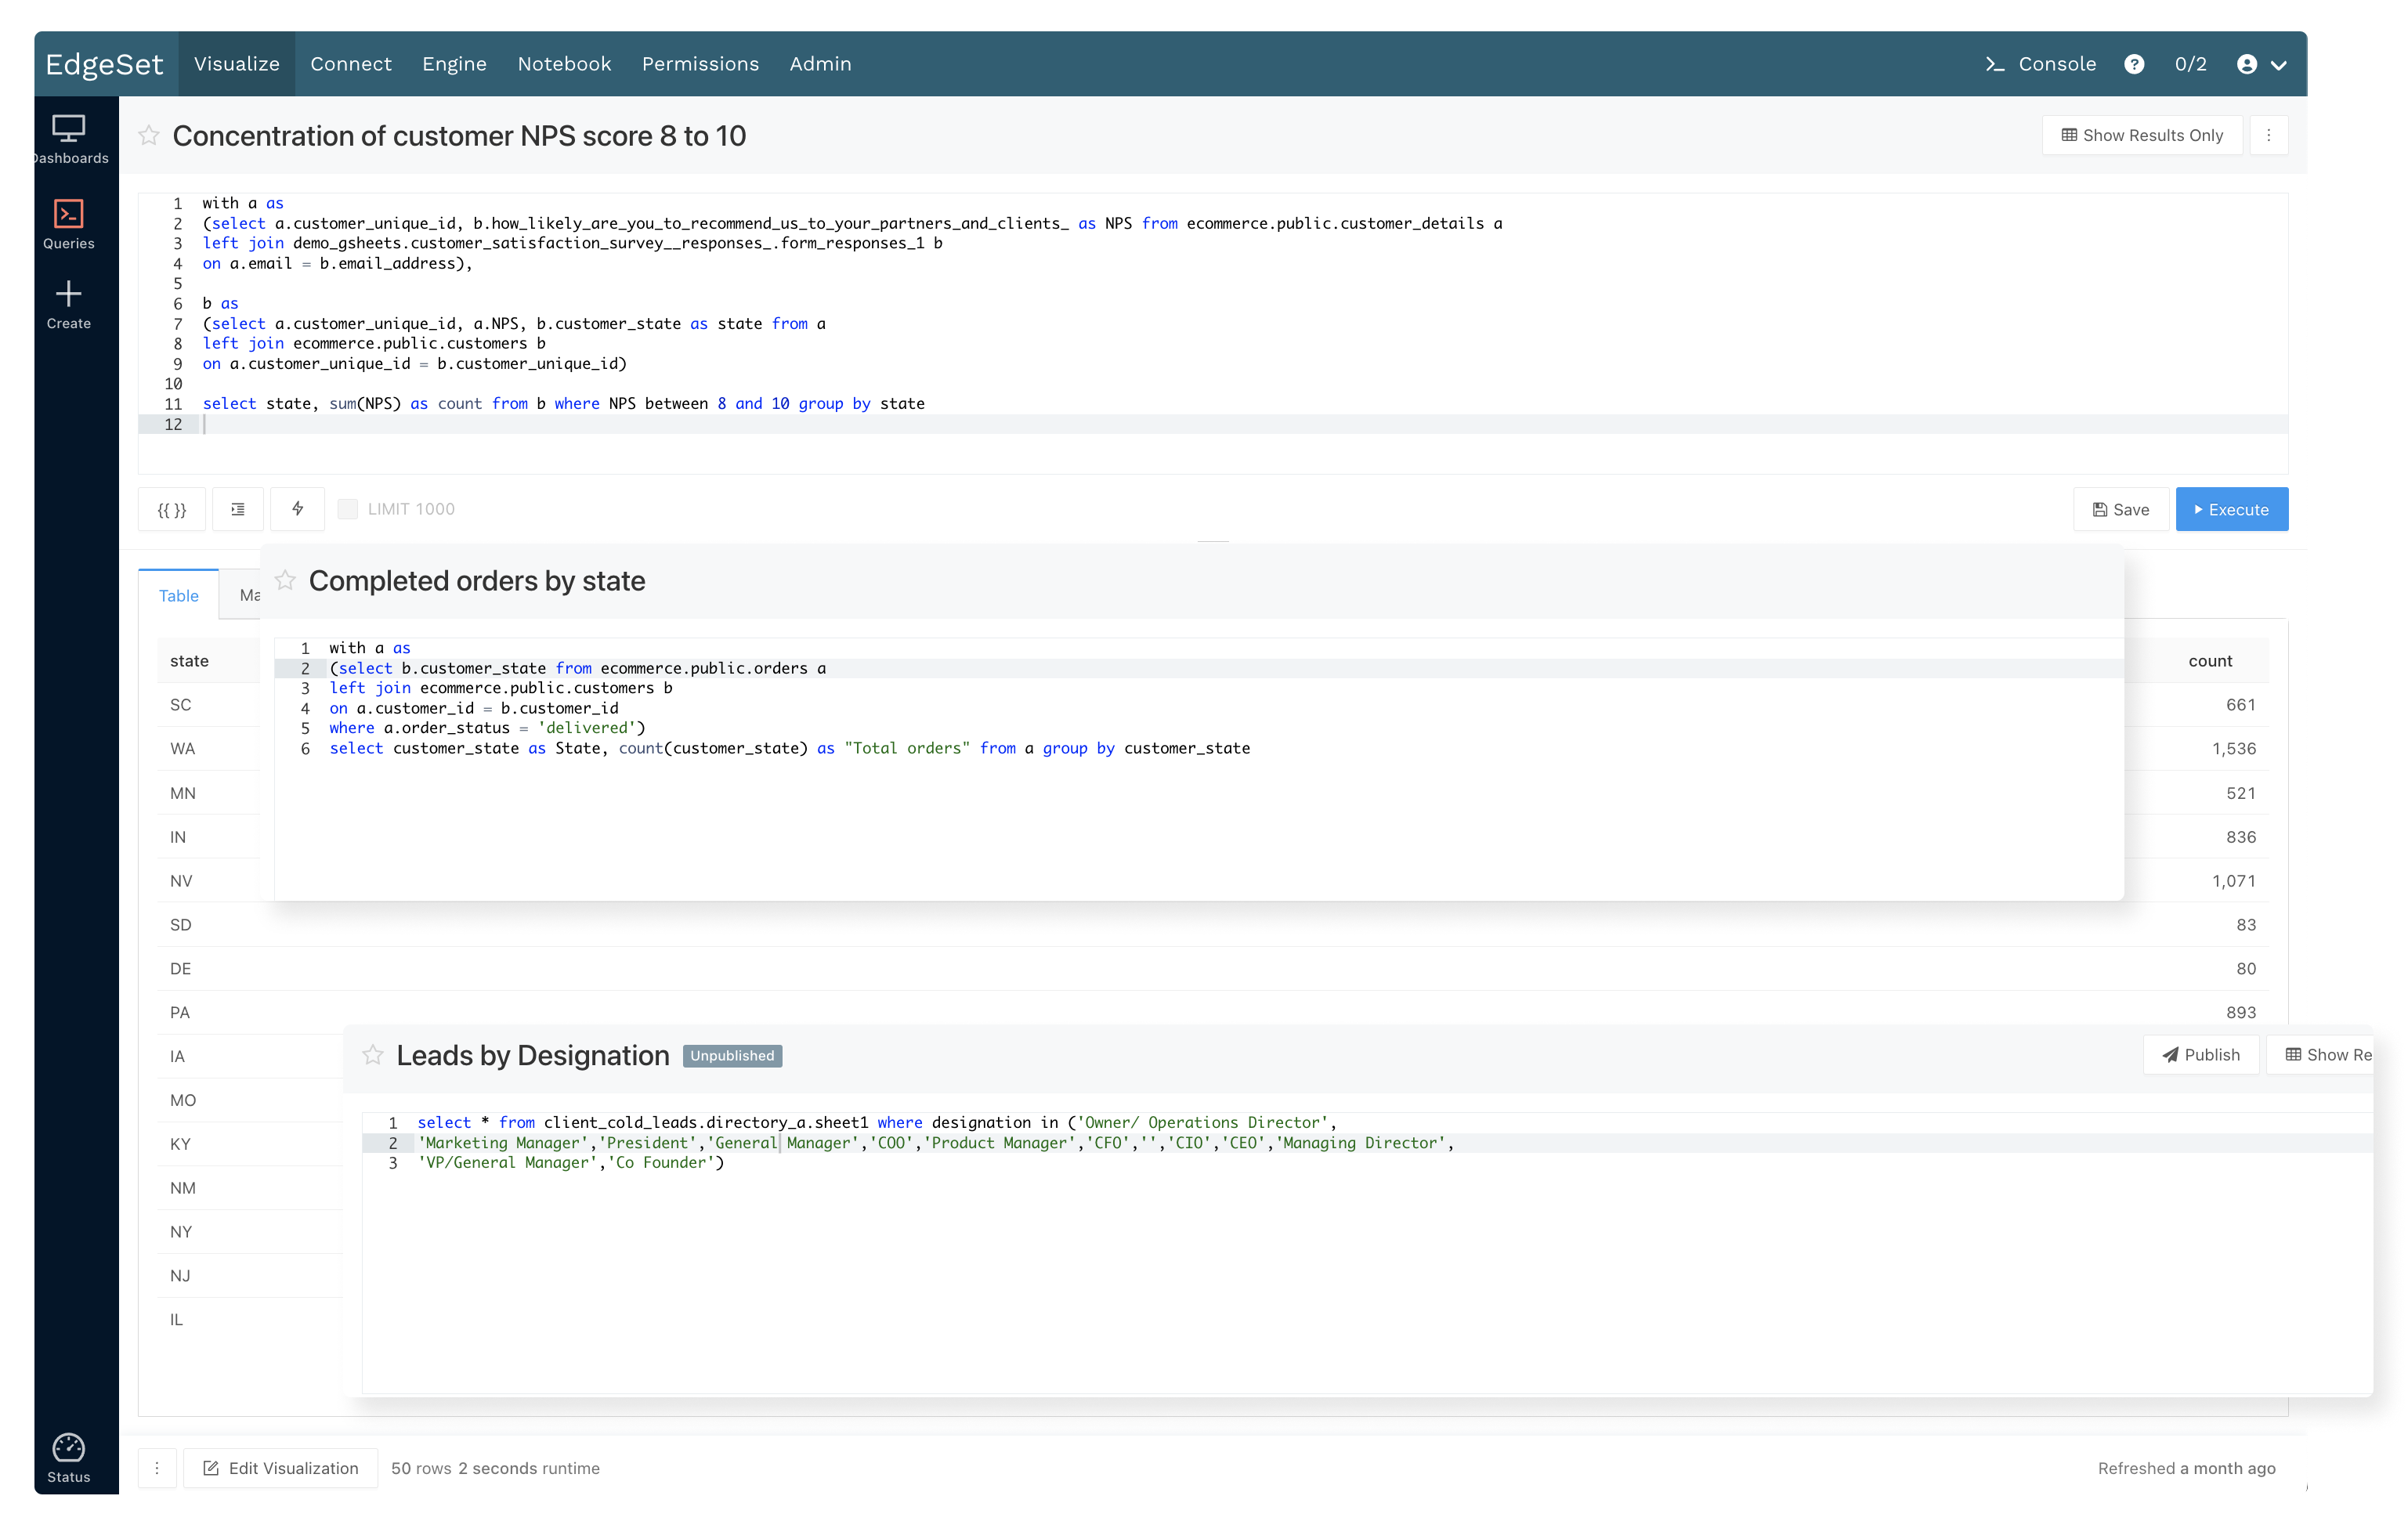 EdgeSet Visualize Connect Engine Notebook Permissions Admin Console ? 0/2
Dashboards
Queries
Create
Status
Concentration of customer NPS score 8 to 10 Show Results Only
1 with a as
2 (select a.customer_unique_id, b.how_likely_are_you_to_recommend_us_to_your_partners_and_clients_ as NPS from ecommerce.public.customer_details a
3 left join demo_gsheets.customer_satisfaction_survey__responses_.form_responses_1 b
4 on a.email = b.email_address),
5
6 b as
7 (select a.customer_unique_id, a.NPS, b.customer_state as state from a
8 left join ecommerce.public.customers b
9 on a.customer_unique_id = b.customer_unique_id)
10
11 select state, sum(NPS) as count from b where NPS between 8 and 10 group by state
12
{{ }} LIMIT 1000 Save Execute
Table Ma
Completed orders by state
1 with a as
2 (select b.customer_state from ecommerce.public.orders a
3 left join ecommerce.public.customers b
4 on a.customer_id = b.customer_id
5 where a.order_status = 'delivered')
6 select customer_state as State, count(customer_state) as "Total orders" from a group by customer_state
state count
SC 661
WA 1,536
MN 521
IN 836
NV 1,071
SD 83
DE 80
PA 893
IA
MO
KY
NM
NY
NJ
IL
Leads by Designation Unpublished Publish Show Re
1 select * from client_cold_leads.directory_a.sheet1 where designation in ('Owner/ Operations Director',
2 'Marketing Manager','President','General Manager','COO','Product Manager','CFO','','CIO','CEO','Managing Director',
3 'VP/General Manager','Co Founder')
Edit Visualization 50 rows 2 seconds runtime Refreshed a month ago